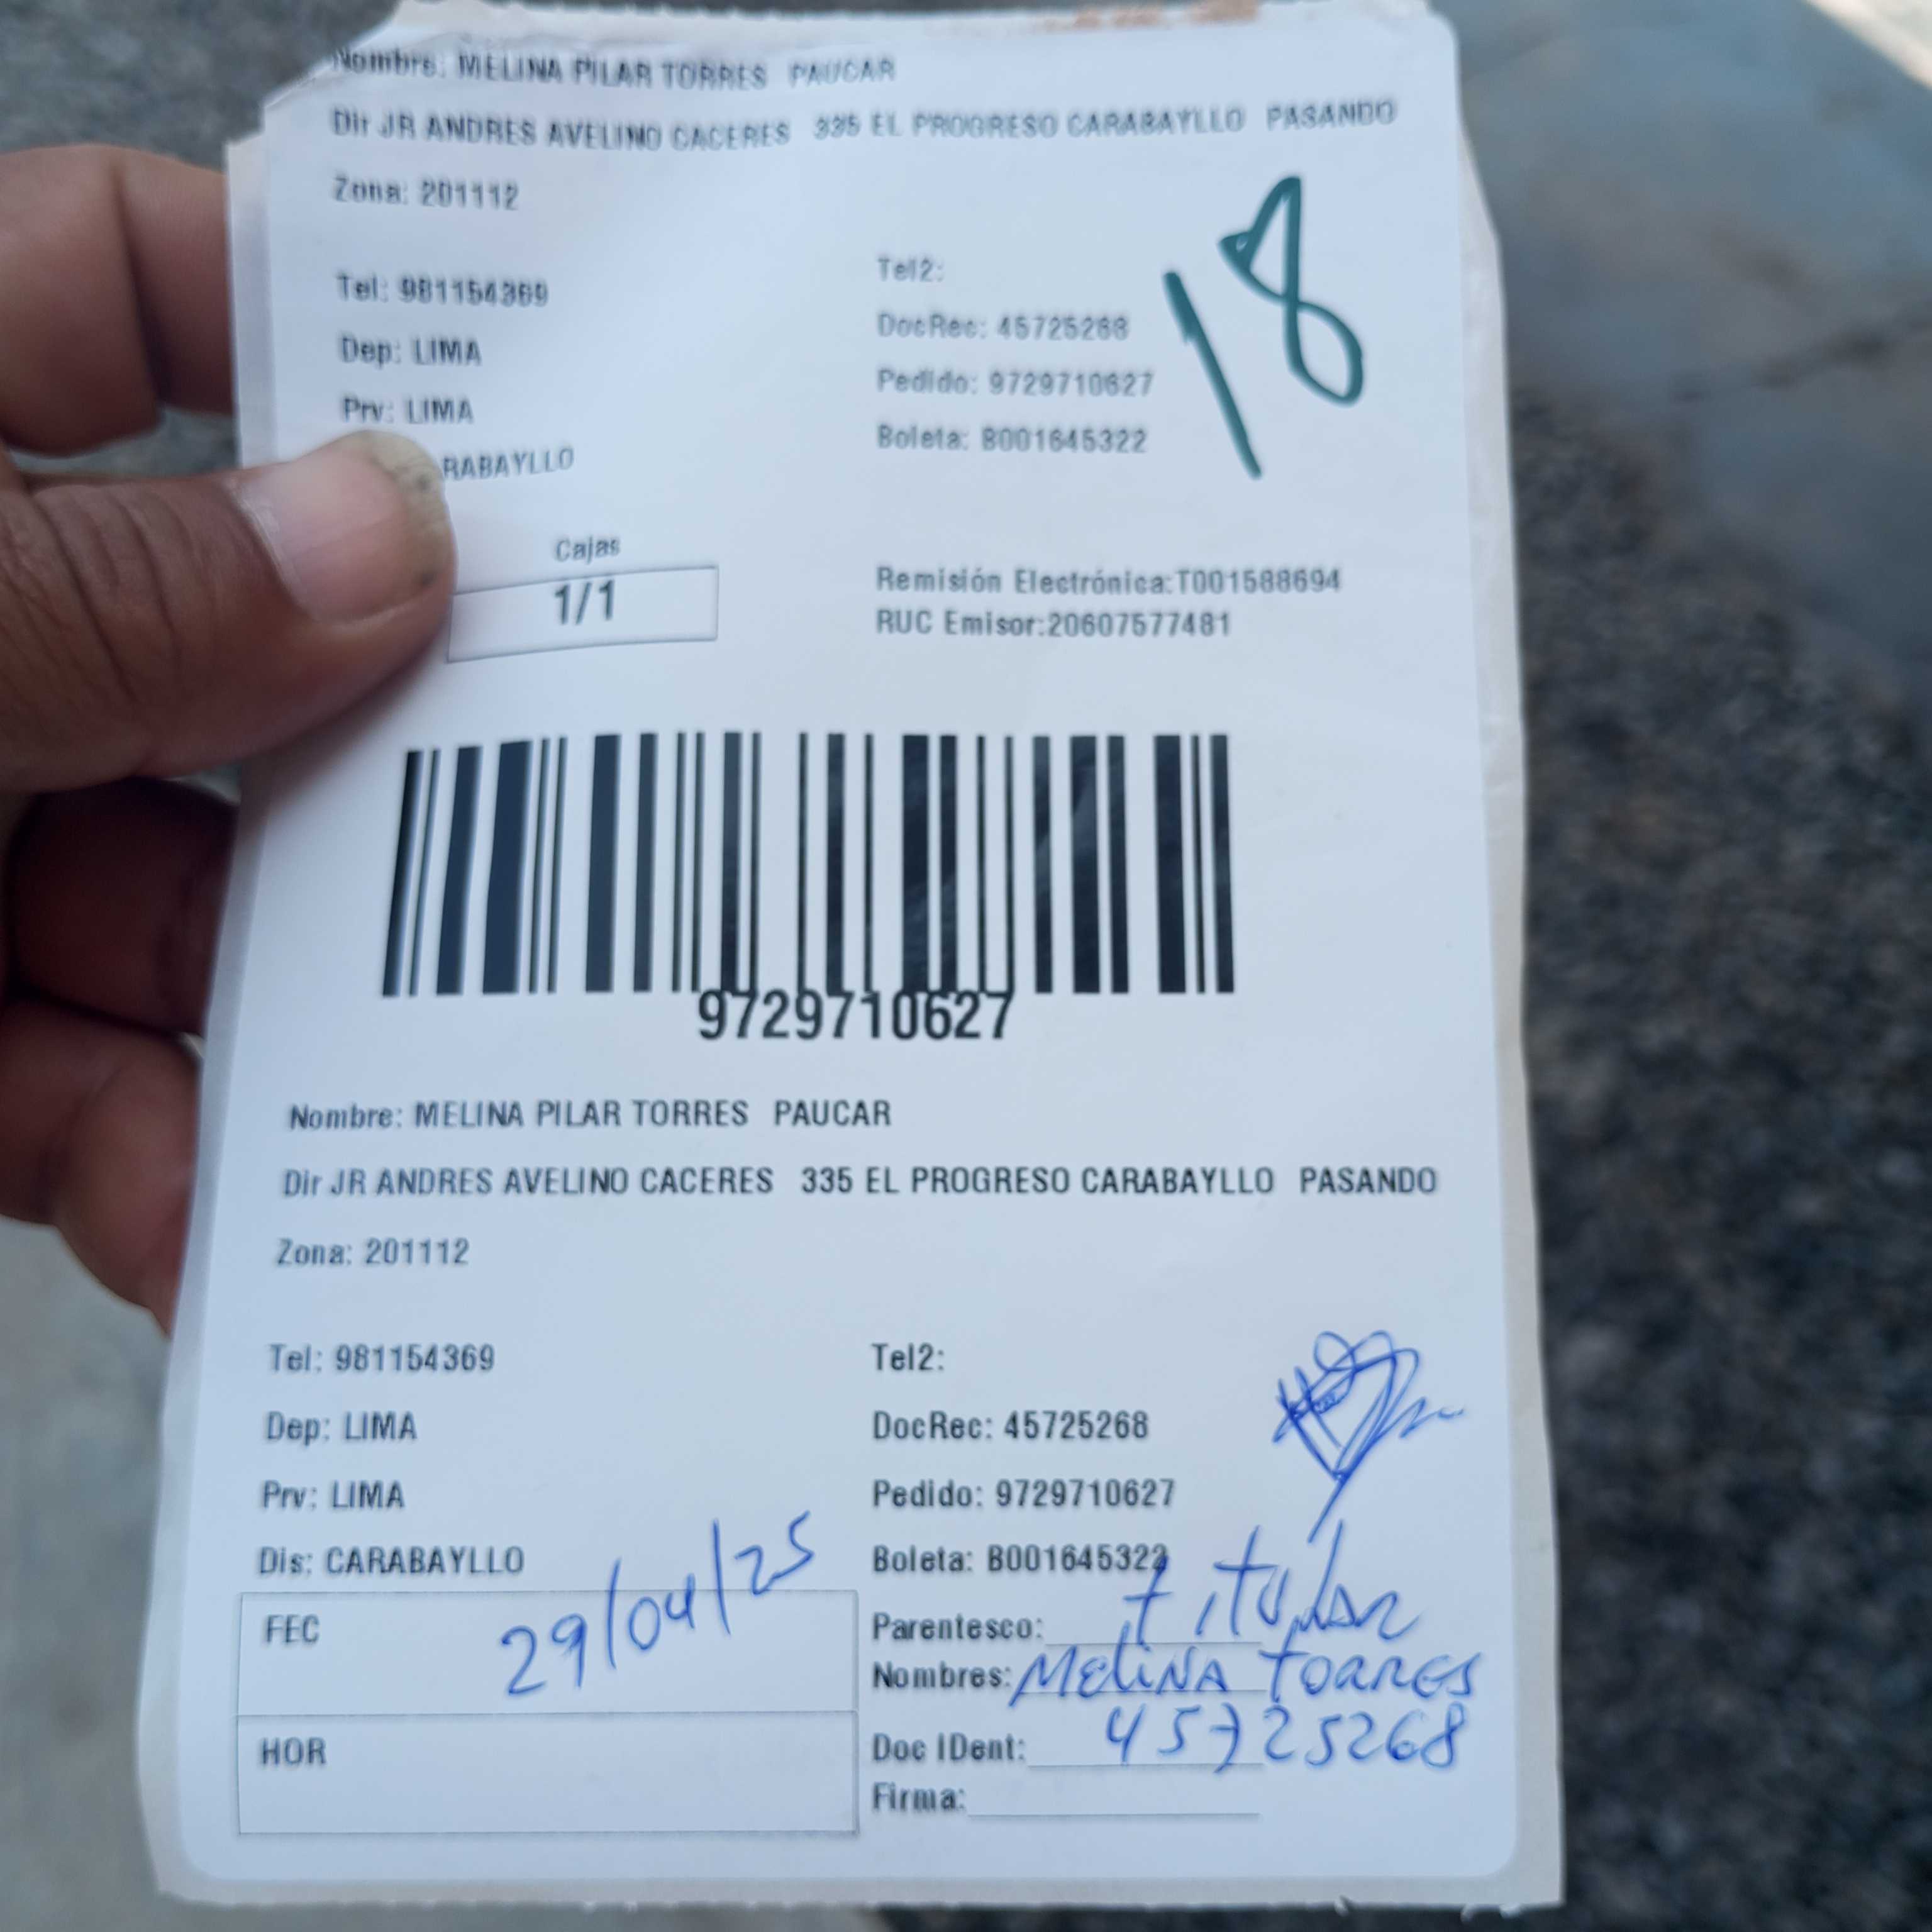 Nombre: MELINA PILAR TORRES PAUCAR
Dir JR ANDRES AVELINO CACERES 335 EL PROGRESO CARABAYLLO PASANDO
Zona: 201112
18
Tel: 981154369
Tel2:
Dep: LIMA
DocRec: 45725268
Prv: LIMA
Pedido: 9729710627
RABAYLLO
Boleta: B001645322
Cajas
1/1
Remisión Electrónica:T001588694
RUC Emisor:20607577481
9729710627
Nombre: MELINA PILAR TORRES PAUCAR
Dir JR ANDRES AVELINO CACERES 335 EL PROGRESO CARABAYLLO PASANDO
Zona: 201112
Tel: 981154369
Tel2:
Dep: LIMA
DocRec: 45725268
Prv: LIMA
Pedido: 9729710627
Dis: CARABAYLLO
Boleta: B001645322
FEC 29/04/25
Parentesco: titular
Nombres: MeliNA TORRES
HOR
Doc IDent: 45725268
Firma: